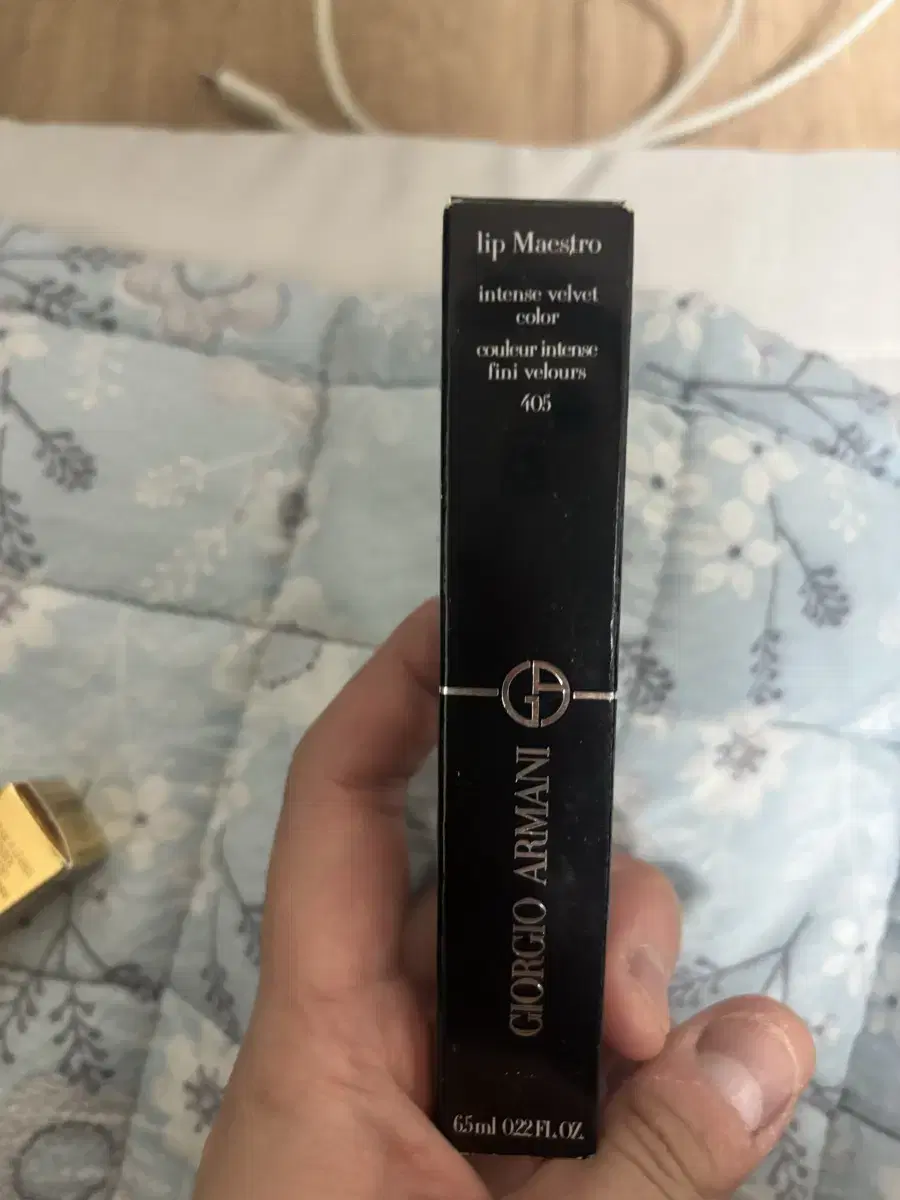 lip Maestro
intense velvet
color
couleur intense
fini velours
405
GIORGIO ARMANI
6.5 ml 0.22 FL. OZ.